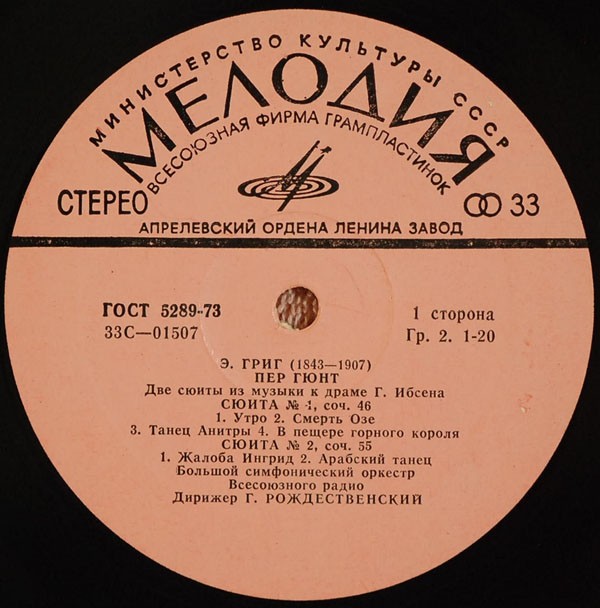 МИНИСТЕРСТВО КУЛЬТУРЫ СССР
МЕЛОДИЯ
ВСЕСОЮЗНАЯ ФИРМА ГРАМПЛАСТИНОК
СТЕРЕО
33
АПРЕЛЕВСКИЙ ОРДЕНА ЛЕНИНА ЗАВОД
ГОСТ 5289-73
33С—01507
1 сторона
Гр. 2. 1-20
Э. ГРИГ (1843—1907)
ПЕР ГЮНТ
Две сюиты из музыки к драме Г. Ибсена
СЮИТА № 1, соч. 46
1. Утро 2. Смерть Озе
3. Танец Анитры 4. В пещере горного короля
СЮИТА № 2, соч. 55
1. Жалоба Ингрид 2. Арабский танец
Большой симфонический оркестр
Всесоюзного радио
Дирижер Г. РОЖДЕСТВЕНСКИЙ